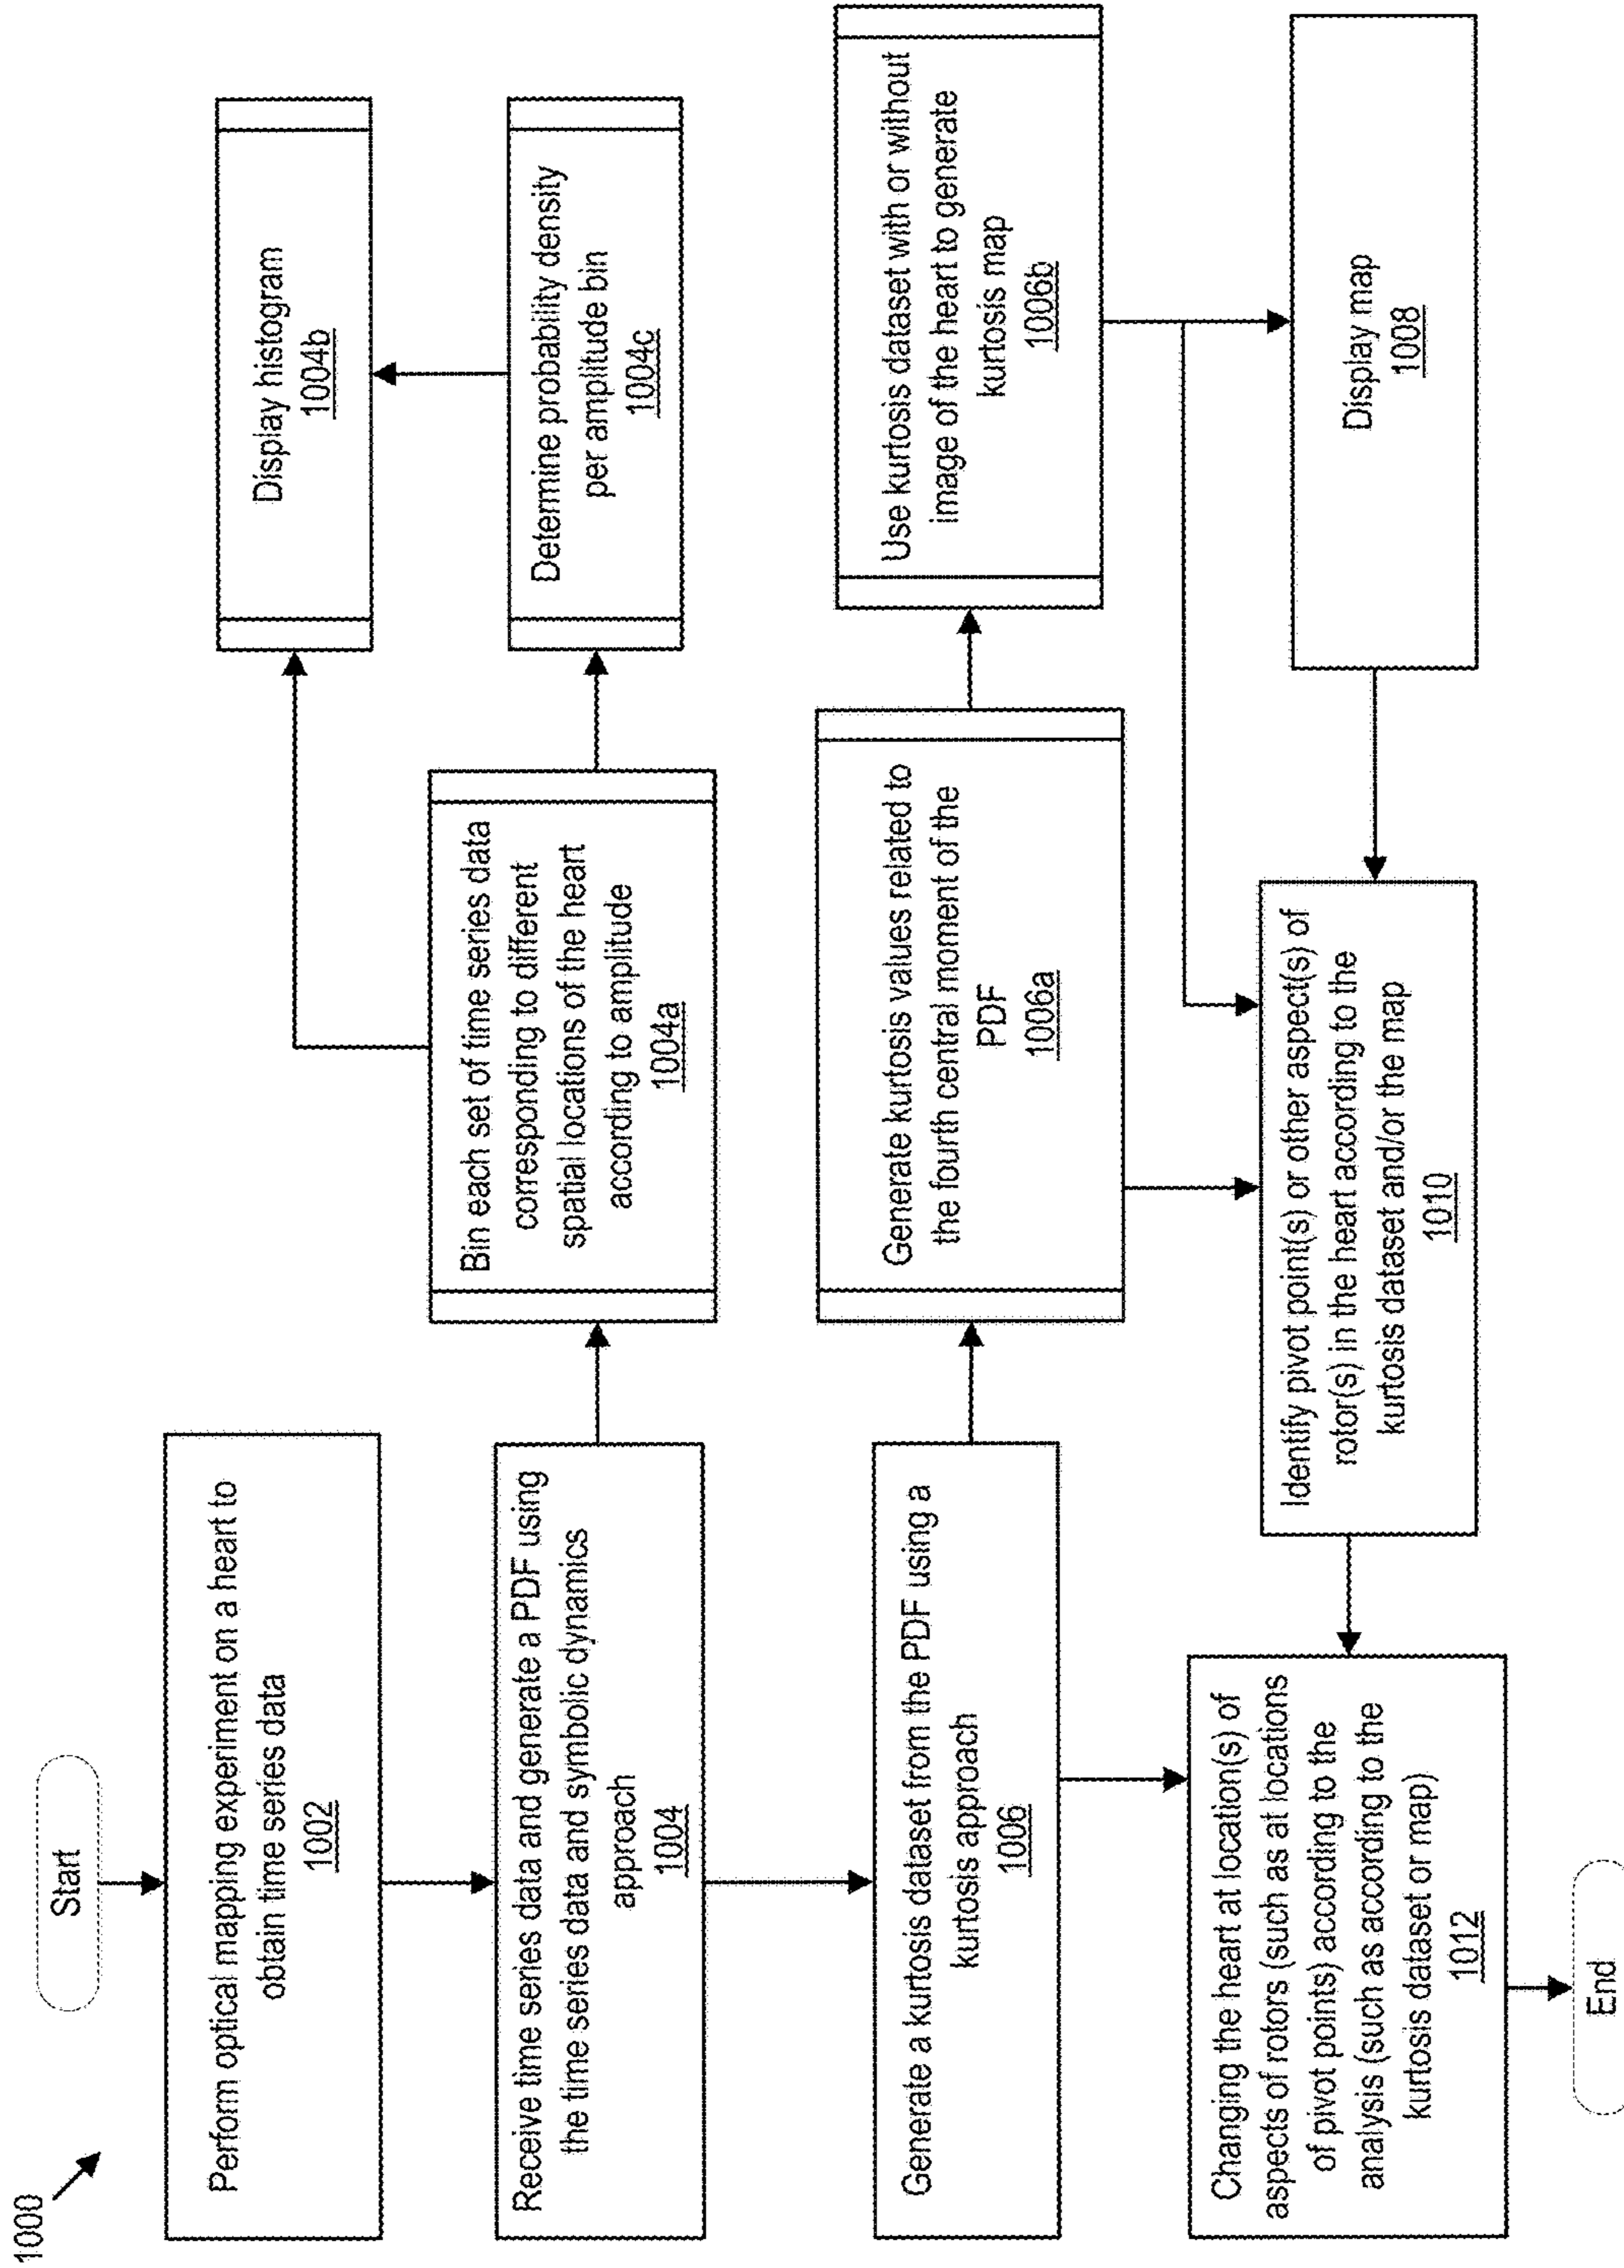 1000
Start
Perform optical mapping experiment on a heart to
obtain time series data
1002
Receive time series data and generate a PDF using
the time series data and symbolic dynamics
approach
1004
Bin each set of time series data
corresponding to different
spatial locations of the heart
according to amplitude
1004a
Display histogram
1004b
Determine probability density
per amplitude bin
1004c
Generate a kurtosis dataset from the PDF using a
kurtosis approach
1006
Generate kurtosis values related to
the fourth central moment of the
PDF
1006a
Use kurtosis dataset with or without
image of the heart to generate
kurtosis map
1006b
Display map
1008
Identify pivot point(s) or other aspect(s) of
rotor(s) in the heart according to the
kurtosis dataset and/or the map
1010
Changing the heart at location(s) of
aspects of rotors (such as at locations
of pivot points) according to the
analysis (such as according to the
kurtosis dataset or map)
1012
End